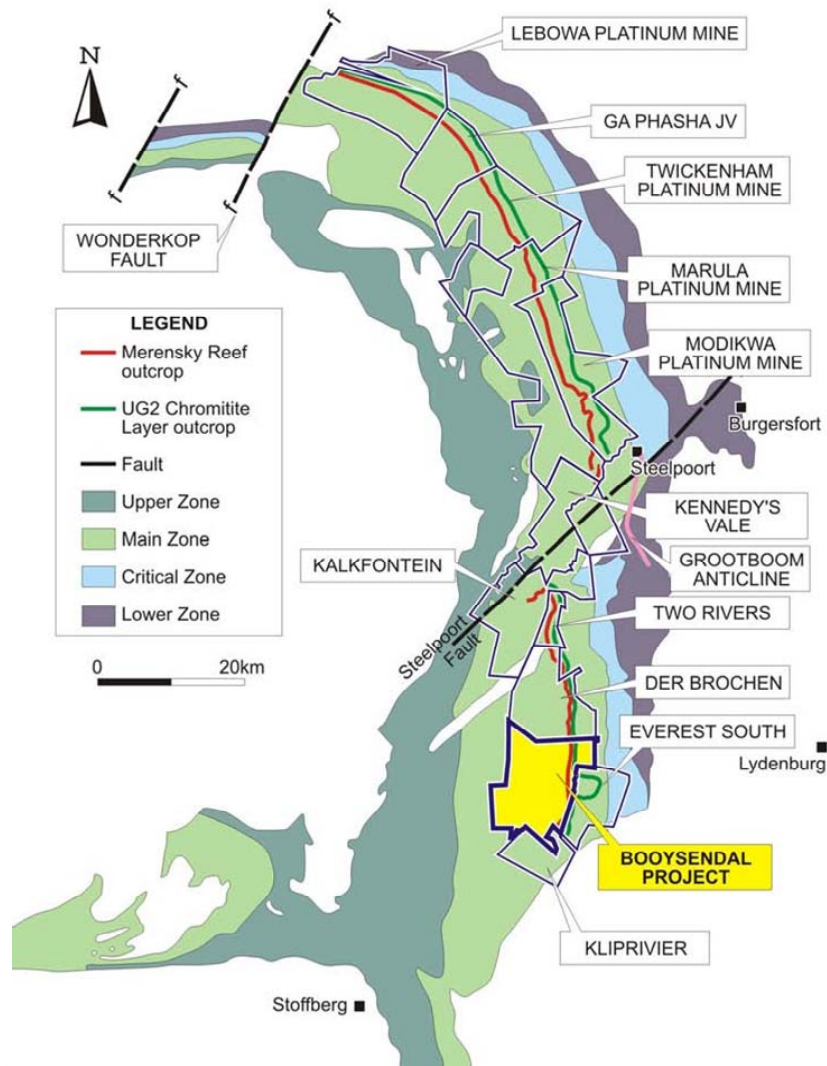 LEBOWA PLATINUM MINE
N
GA PHASHA JV
TWICKENHAM
PLATINUM MINE
WONDERKOP
FAULT
MARULA
PLATINUM MINE
LEGEND
Merensky Reef
outcrop
UG2 Chromitite
Layer outcrop
Fault
Upper Zone
Main Zone
Critical Zone
Lower Zone
0 20km
MODIKWA
PLATINUM MINE
Burgersfort
Steelpoort
KENNEDY'S
VALE
KALKFONTEIN
GROOTBOOM
ANTICLINE
TWO RIVERS
Steelpoort
Fault
DER BROCHEN
EVEREST SOUTH
Lydenburg
BOOYSENDAL
PROJECT
KLIPRIVIER
Stoffberg
f
f
f
f